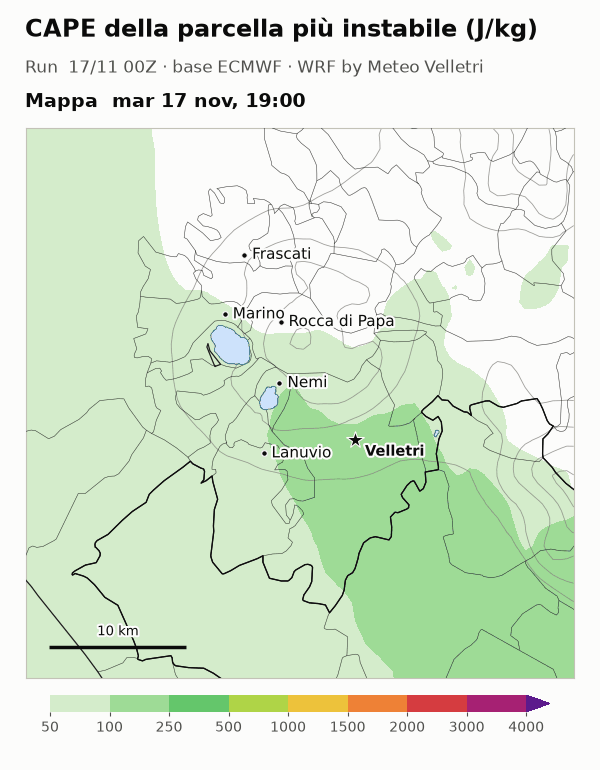 CAPE della parcella più instabile (J/kg)
Run  17/11 00Z · base ECMWF · WRF by Meteo Velletri
Mappa  mar 17 nov, 19:00
Frascati
Marino
Rocca di Papa
Nemi
Velletri
Lanuvio
10 km
50 100 250 500 1000 1500 2000 3000 4000